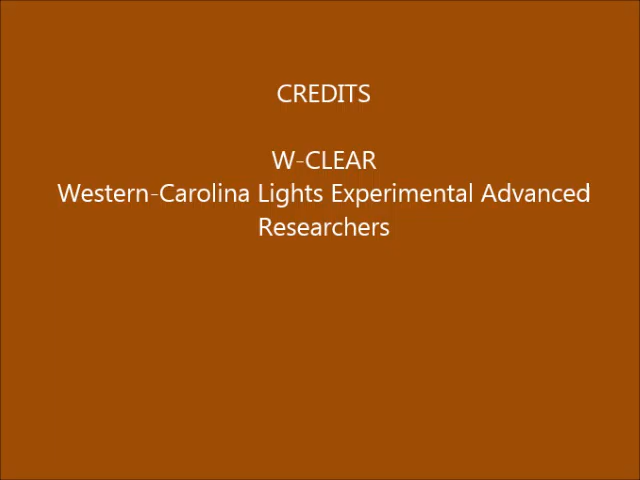 CREDITS
W-CLEAR
Western-Carolina Lights Experimental Advanced
Researchers